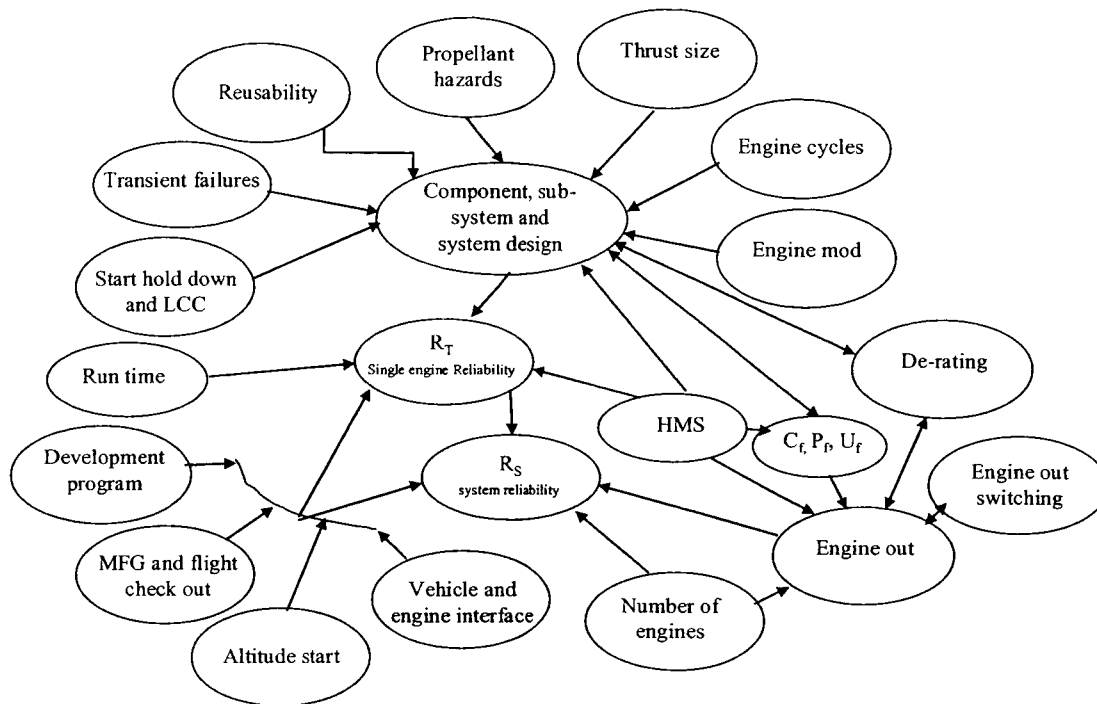 Propellant
hazards
Thrust size
Reusability
Engine cycles
Transient failures
Component, sub-
system and
system design
Engine mod
Start hold down
and LCC
R_T
Single engine Reliability
De-rating
Run time
HMS
C_f, P_f, U_f
Development
program
R_S
system reliability
Engine out
switching
Engine out
MFG and flight
check out
Vehicle and
engine interface
Number of
engines
Altitude start